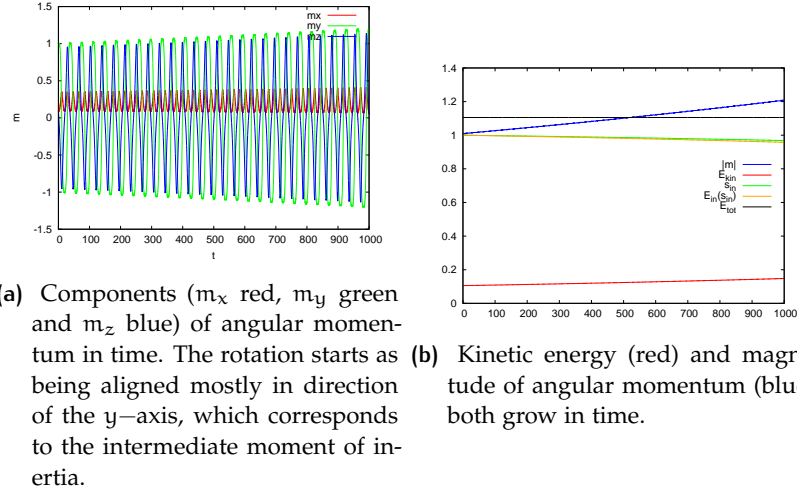 1.5
1
0.5
0
-0.5
-1
-1.5
m
mx
my
mz
0 100 200 300 400 500 600 700 800 900 1000
t
(a) Components (mx red, my green
and mz blue) of angular momen-
tum in time. The rotation starts as
being aligned mostly in direction
of the y−axis, which corresponds
to the intermediate moment of in-
ertia.
1.4
1.2
1
0.8
0.6
0.4
0.2
0
|m|
Ekin
sin
Ein(sin)
Etot
0 100 200 300 400 500 600 700 800 900 1000
(b) Kinetic energy (red) and magn
tude of angular momentum (blue
both grow in time.